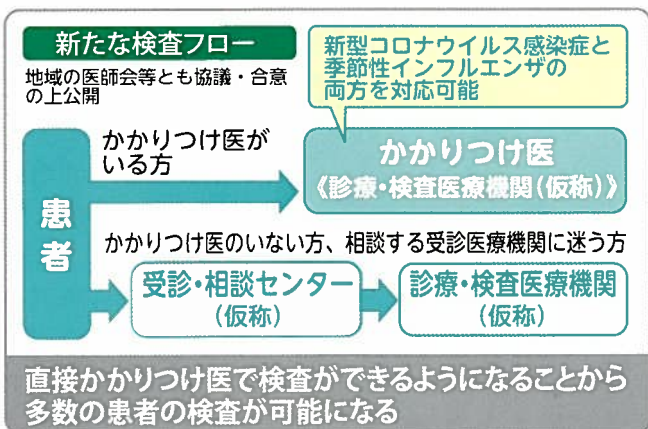 新たな検査フロー
地域の医師会等とも協議・合意
の上公開
新型コロナウイルス感染症と
季節性インフルエンザの
両方を対応可能
患者
かかりつけ医が
いる方
かかりつけ医
《診療・検査医療機関(仮称)》
かかりつけ医のいない方、相談する受診医療機関に迷う方
受診・相談センター
(仮称)
診療・検査医療機関
(仮称)
直接かかりつけ医で検査ができるようになることから
多数の患者の検査が可能になる